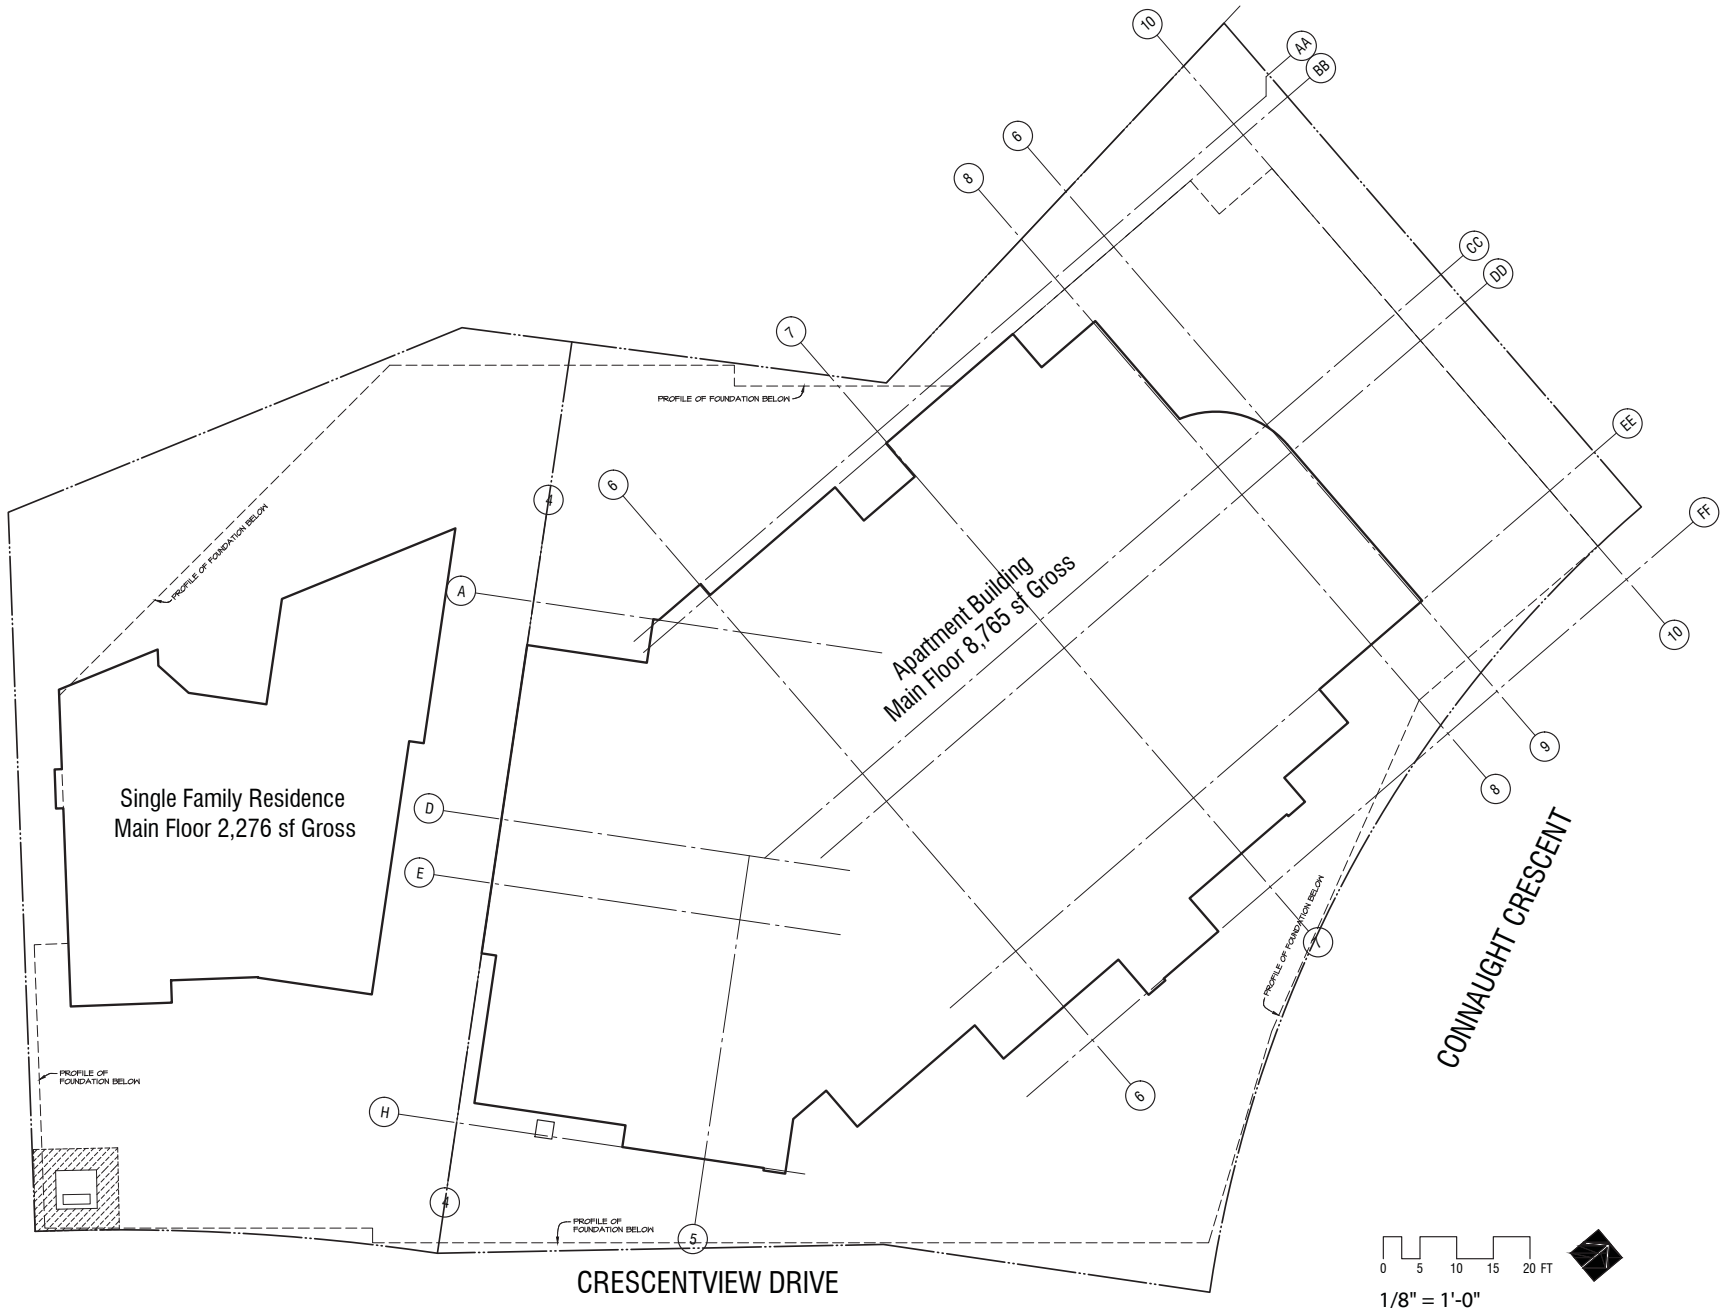 10
AA
BB
6
8
CC
DD
7
PROFILE OF FOUNDATION BELOW
EE
6
4
FF
PROFILE OF FOUNDATION BELOW
A
Apartment Building
Main Floor 8,765 sf Gross
10
9
8
Single Family Residence
Main Floor 2,276 sf Gross
D
E
CONNAUGHT CRESCENT
PROFILE OF FOUNDATION BELOW
7
PROFILE OF
FOUNDATION BELOW
6
H
4
PROFILE OF
FOUNDATION BELOW
5
CRESCENTVIEW DRIVE
0 5 10 15 20 FT
1/8" = 1'-0"